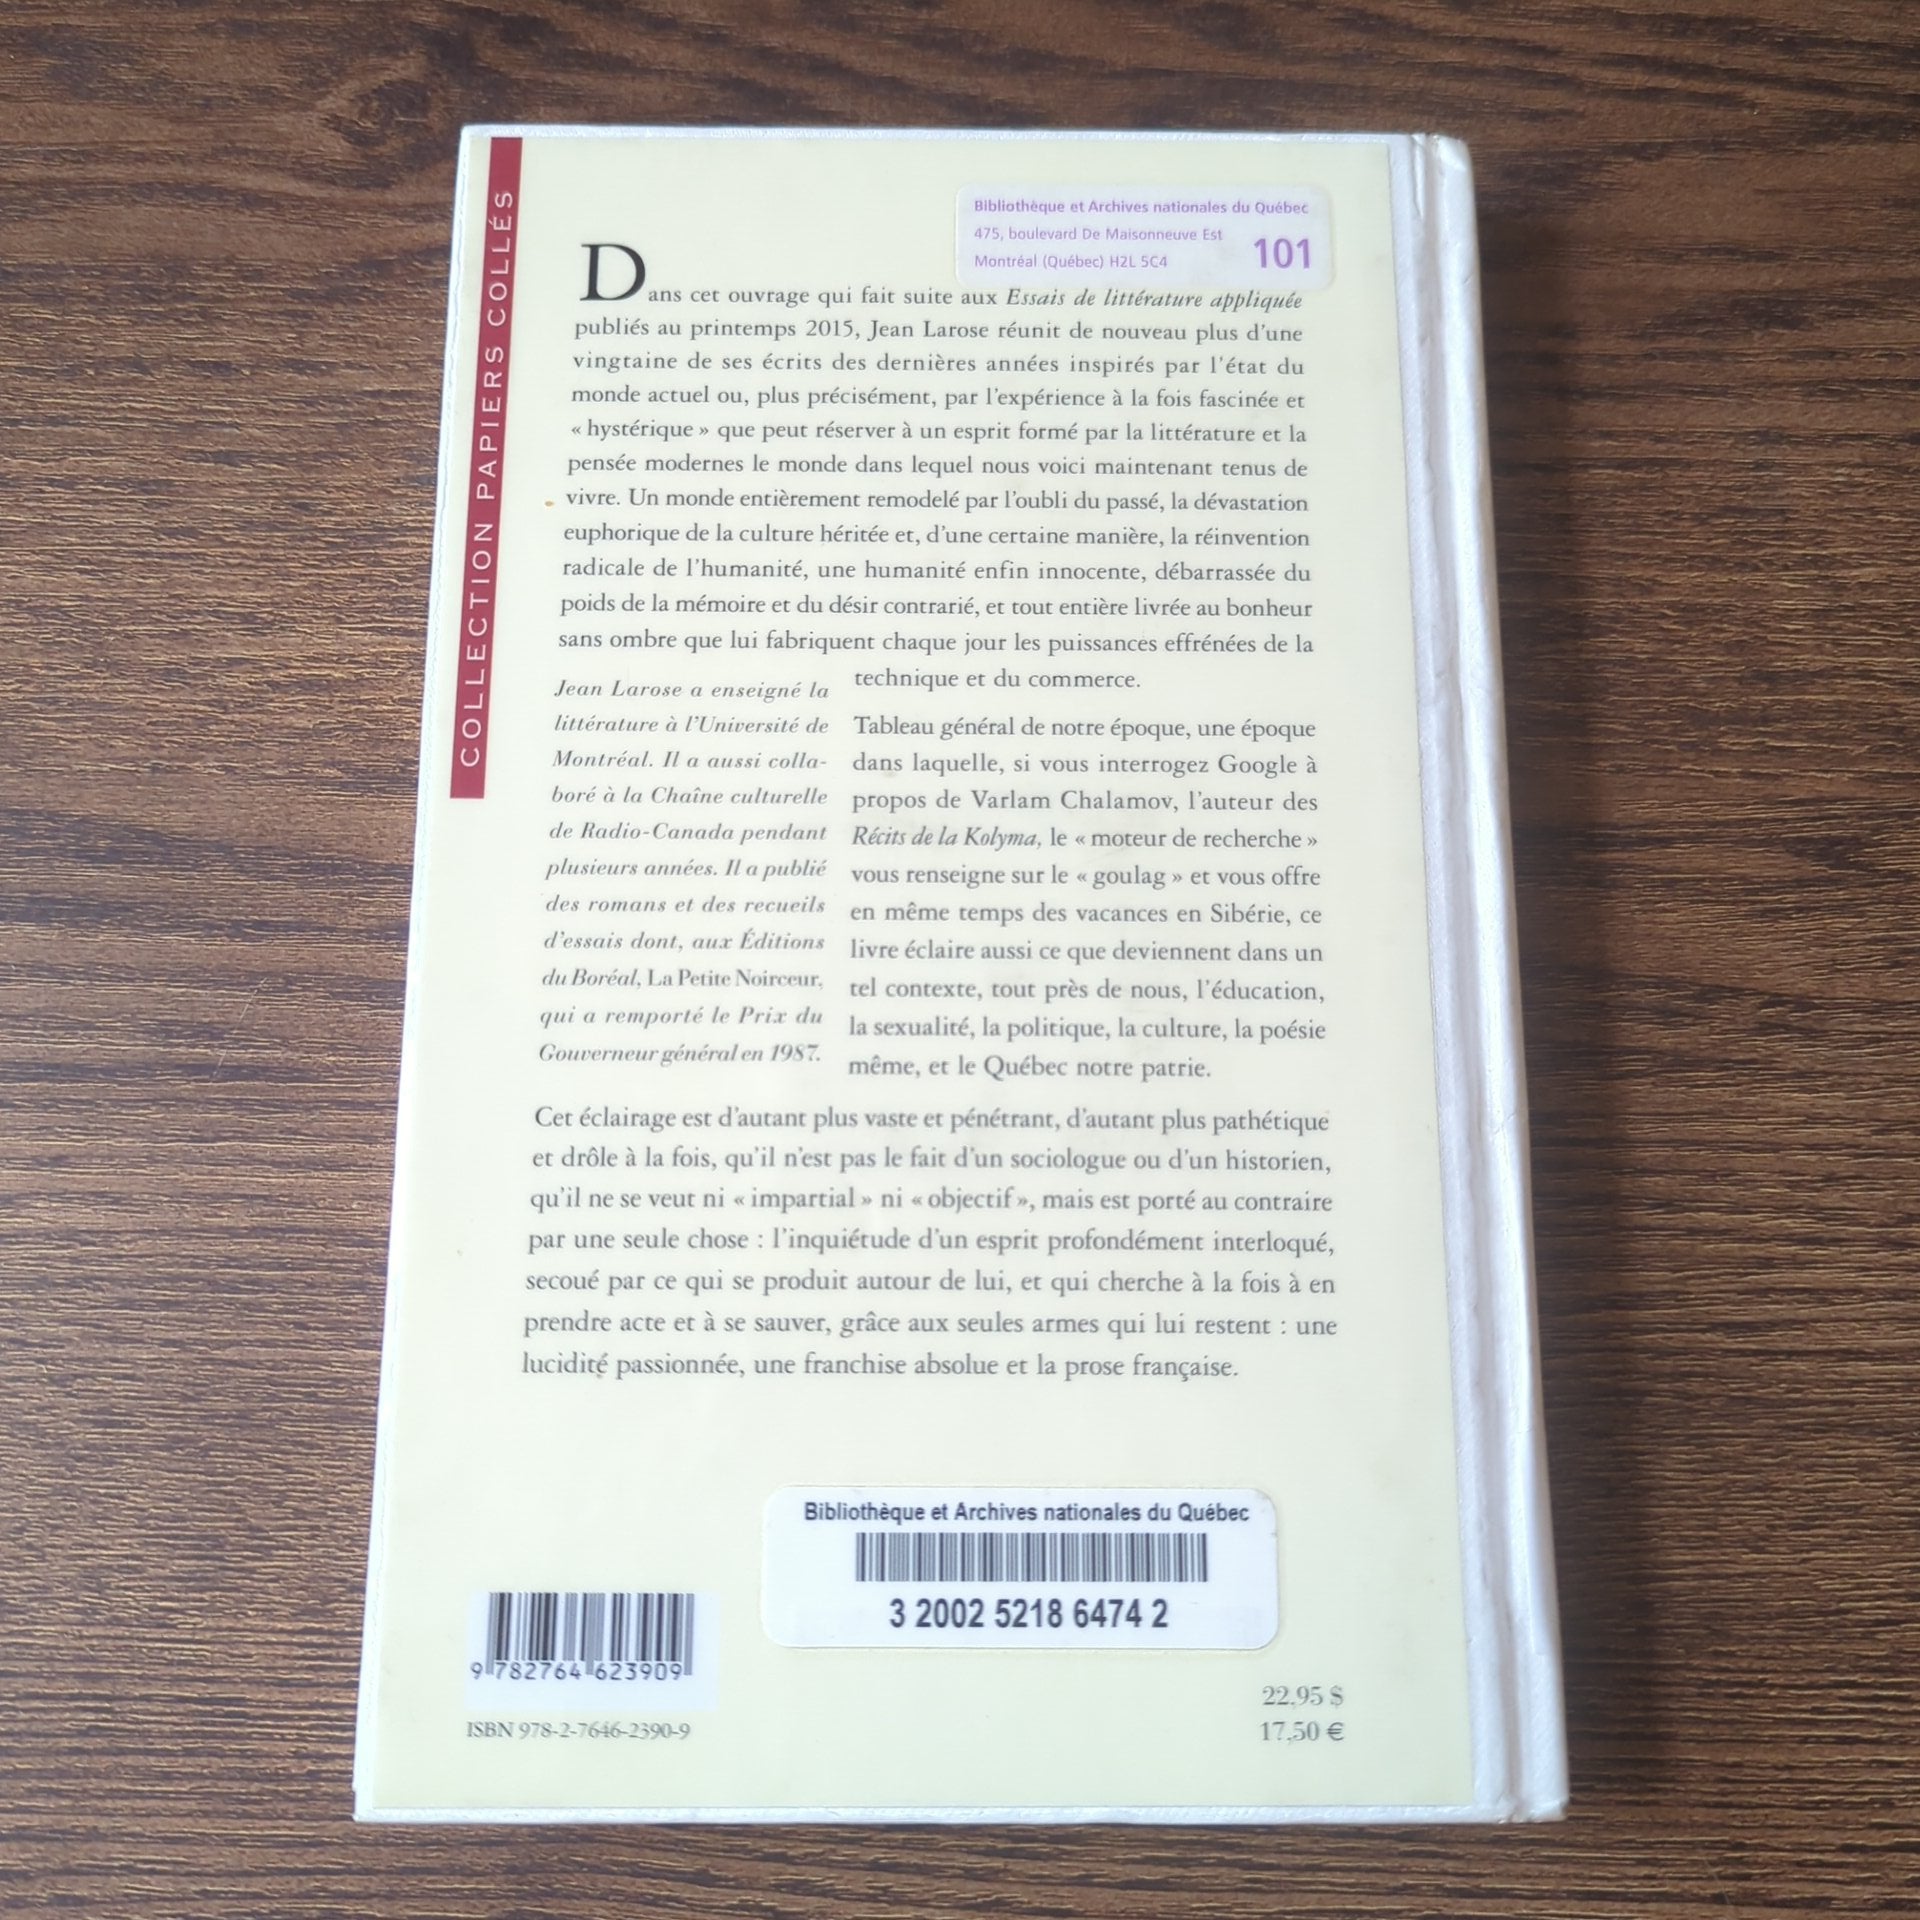 COLLECTION PAPIERS COLLÉS
Bibliothèque et Archives nationales du Québec
475, boulevard De Maisonneuve Est
Montréal (Québec) H2L 5C4
101
Dans cet ouvrage qui fait suite aux Essais de littérature appliquée
publiés au printemps 2015, Jean Larose réunit de nouveau plus d'une
vingtaine de ses écrits des dernières années inspirés par l'état du
monde actuel ou, plus précisément, par l'expérience à la fois fascinée et
« hystérique » que peut réserver à un esprit formé par la littérature et la
pensée modernes le monde dans lequel nous voici maintenant tenus de
vivre. Un monde entièrement remodelé par l'oubli du passé, la dévastation
euphorique de la culture héritée et, d'une certaine manière, la réinvention
radicale de l'humanité, une humanité enfin innocente, débarrassée du
poids de la mémoire et du désir contrarié, et tout entière livrée au bonheur
sans ombre que lui fabriquent chaque jour les puissances effrénées de la
technique et du commerce.
Tableau général de notre époque, une époque
dans laquelle, si vous interrogez Google à
propos de Varlam Chalamov, l'auteur des
Récits de la Kolyma, le « moteur de recherche »
vous renseigne sur le « goulag » et vous offre
en même temps des vacances en Sibérie, ce
livre éclaire aussi ce que deviennent dans un
tel contexte, tout près de nous, l'éducation,
la sexualité, la politique, la culture, la poésie
même, et le Québec notre patrie.
Jean Larose a enseigné la
littérature à l'Université de
Montréal. Il a aussi colla-
boré à la Chaîne culturelle
de Radio-Canada pendant
plusieurs années. Il a publié
des romans et des recueils
d'essais dont, aux Éditions
du Boréal, La Petite Noirceur,
qui a remporté le Prix du
Gouverneur général en 1987.
Cet éclairage est d'autant plus vaste et pénétrant, d'autant plus pathétique
et drôle à la fois, qu'il n'est pas le fait d'un sociologue ou d'un historien,
qu'il ne se veut ni « impartial » ni « objectif », mais est porté au contraire
par une seule chose : l'inquiétude d'un esprit profondément interloqué,
secoué par ce qui se produit autour de lui, et qui cherche à la fois à en
prendre acte et à se sauver, grâce aux seules armes qui lui restent : une
lucidité passionnée, une franchise absolue et la prose française.
Bibliothèque et Archives nationales du Québec
3 2002 5218 6474 2
9 782764 623909
ISBN 978-2-7646-2390-9
22,95 $
17,50 €